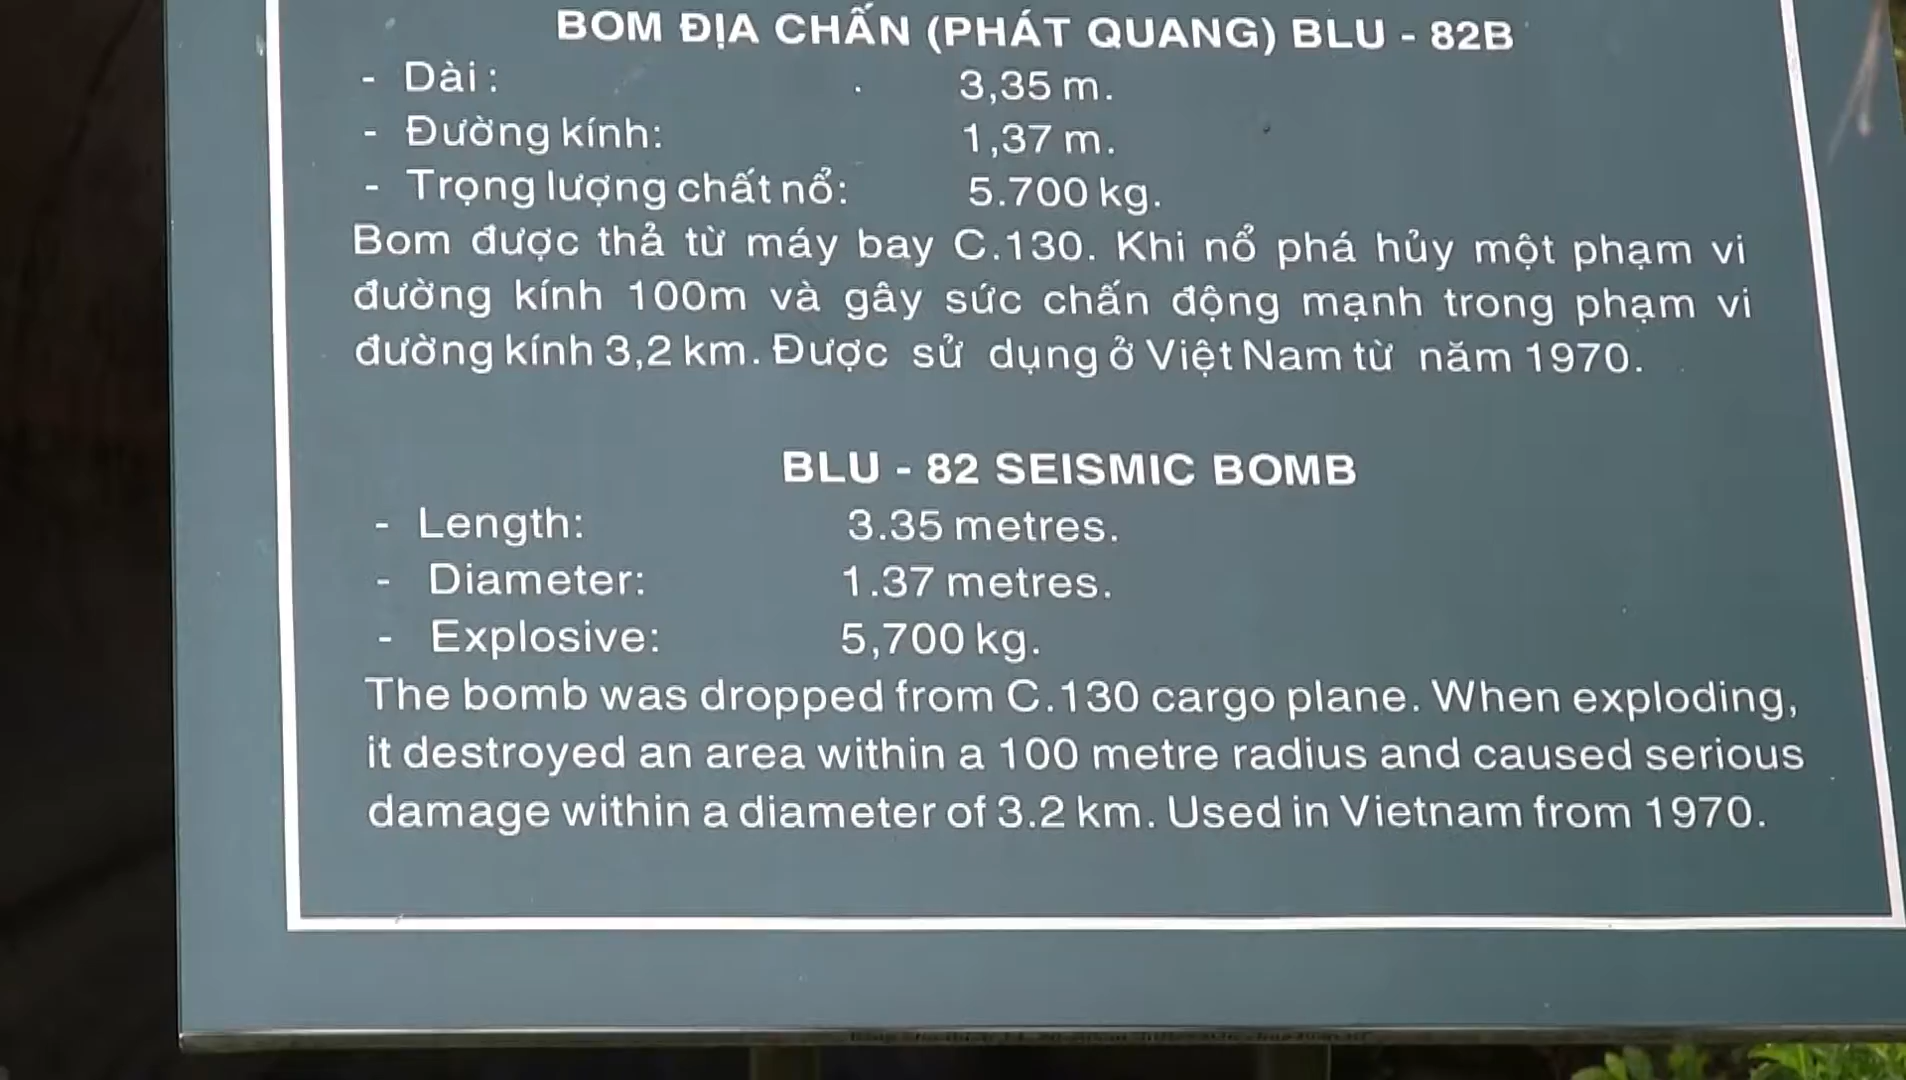 BOM ĐỊA CHẤN (PHÁT QUANG) BLU - 82B
- Dài : 3,35 m.
- Đường kính: 1,37 m.
- Trọng lượng chất nổ: 5.700 kg.
Bom được thả từ máy bay C.130. Khi nổ phá hủy một phạm vi
đường kính 100m và gây sức chấn động mạnh trong phạm vi
đường kính 3,2 km. Được sử dụng ở Việt Nam từ năm 1970.
BLU - 82 SEISMIC BOMB
- Length: 3.35 metres.
- Diameter: 1.37 metres.
- Explosive: 5,700 kg.
The bomb was dropped from C.130 cargo plane. When exploding,
it destroyed an area within a 100 metre radius and caused serious
damage within a diameter of 3.2 km. Used in Vietnam from 1970.